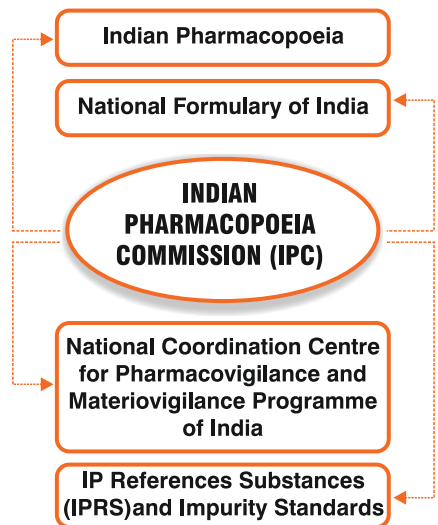 Indian Pharmacopoeia
National Formulary of India
INDIAN
PHARMACOPOEIA
COMMISSION (IPC)
National Coordination Centre
for Pharmacovigilance and
Materiovigilance Programme
of India
IP References Substances
(IPRS)and Impurity Standards